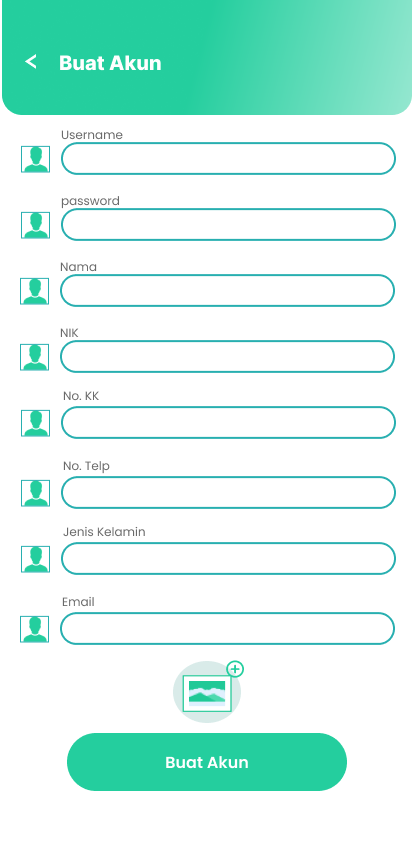 < Buat Akun
Username
password
Nama
NIK
No. KK
No. Telp
Jenis Kelamin
Email
Buat Akun